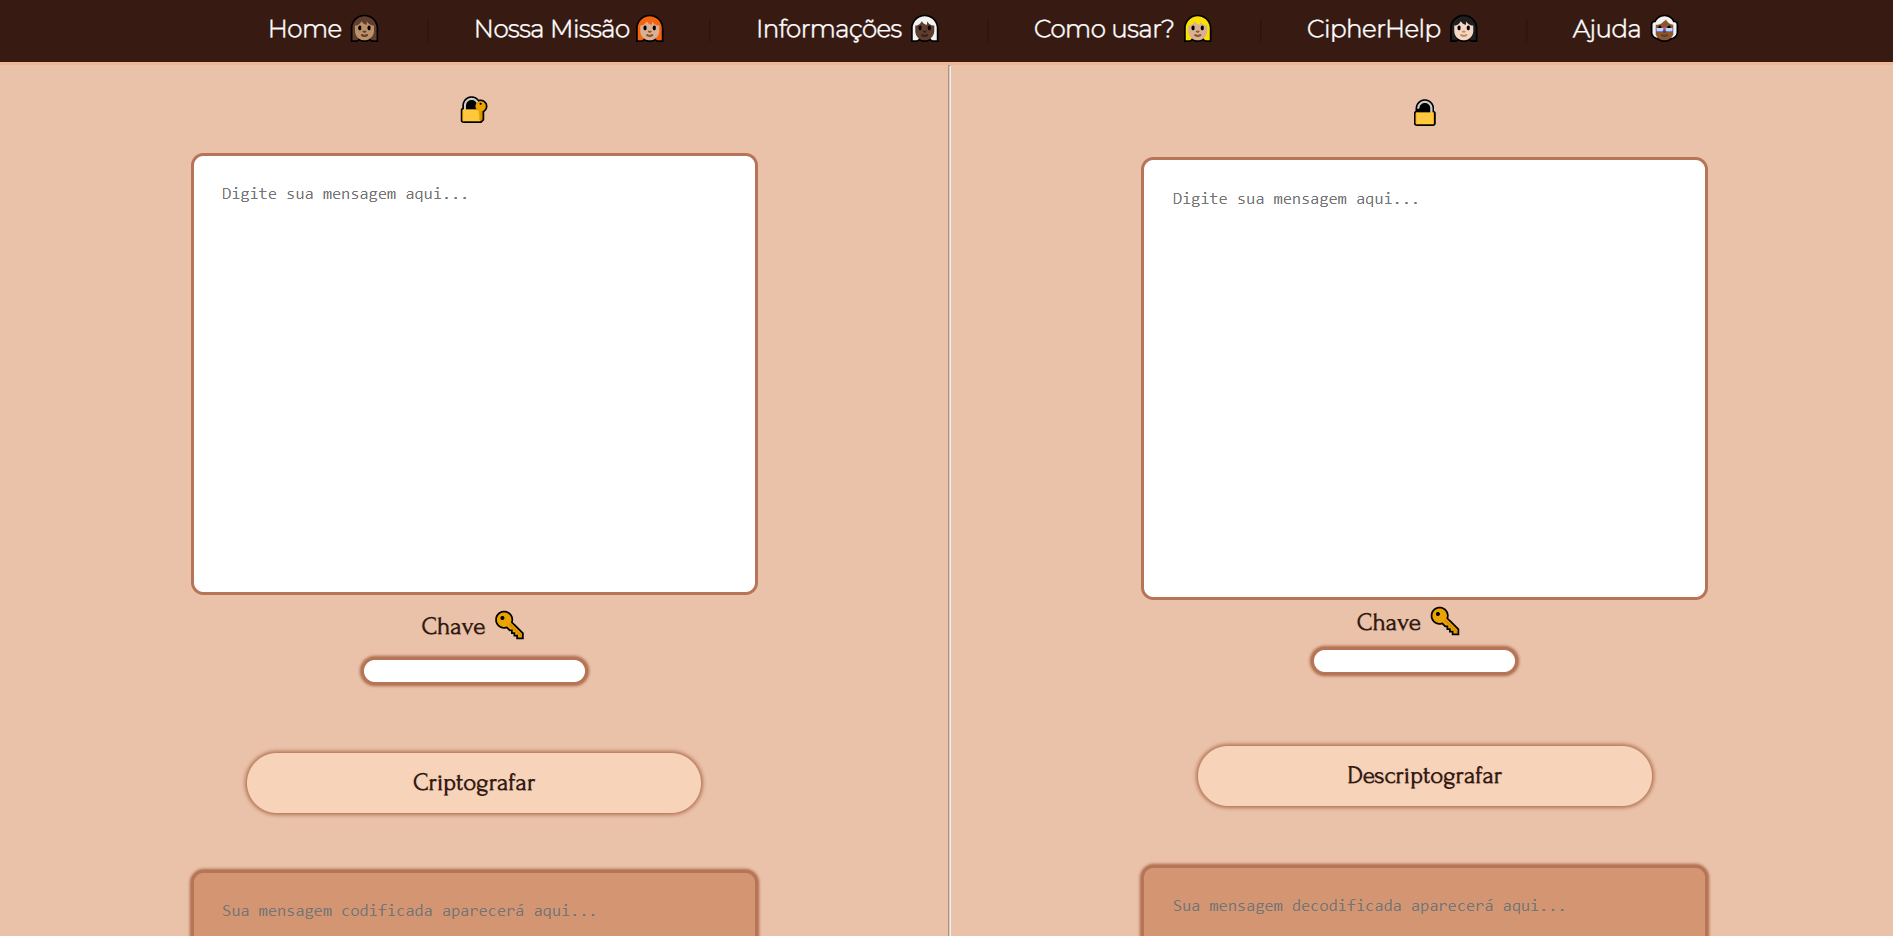 Home Nossa Missão Informações Como usar? CipherHelp Ajuda
Digite sua mensagem aqui...
Chave
Criptografar
Sua mensagem codificada aparecerá aqui...
Digite sua mensagem aqui...
Chave
Descriptografar
Sua mensagem decodificada aparecerá aqui...